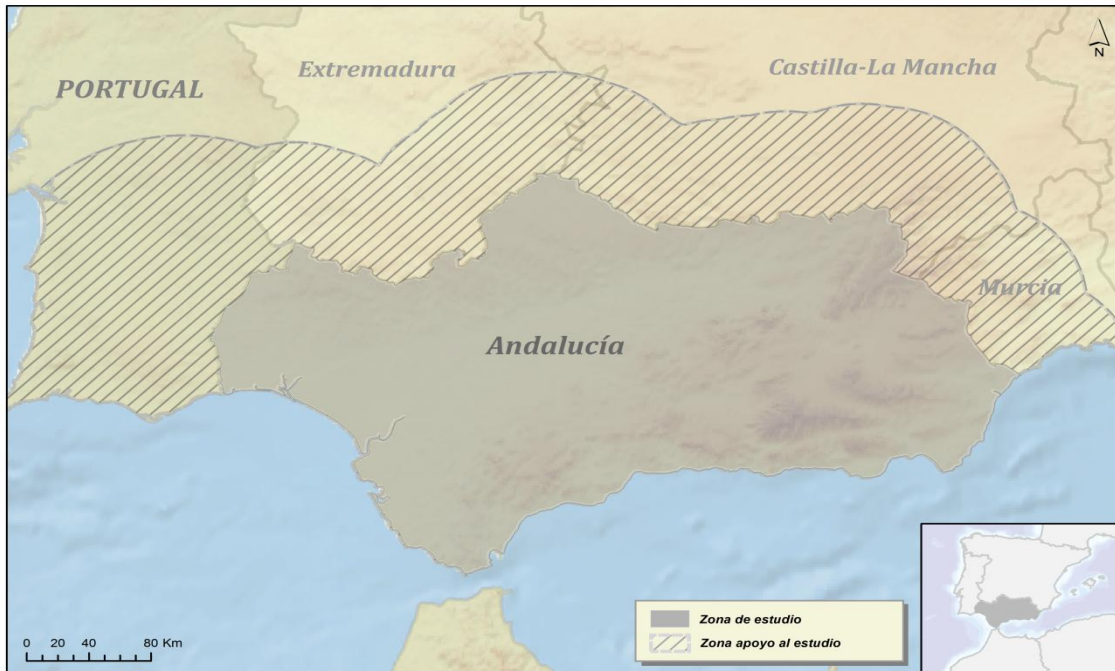 Extremadura
Castilla-La Mancha
N
PORTUGAL
Murcia
Andalucía
Zona de estudio
Zona apoyo al estudio
0 20 40 80 Km